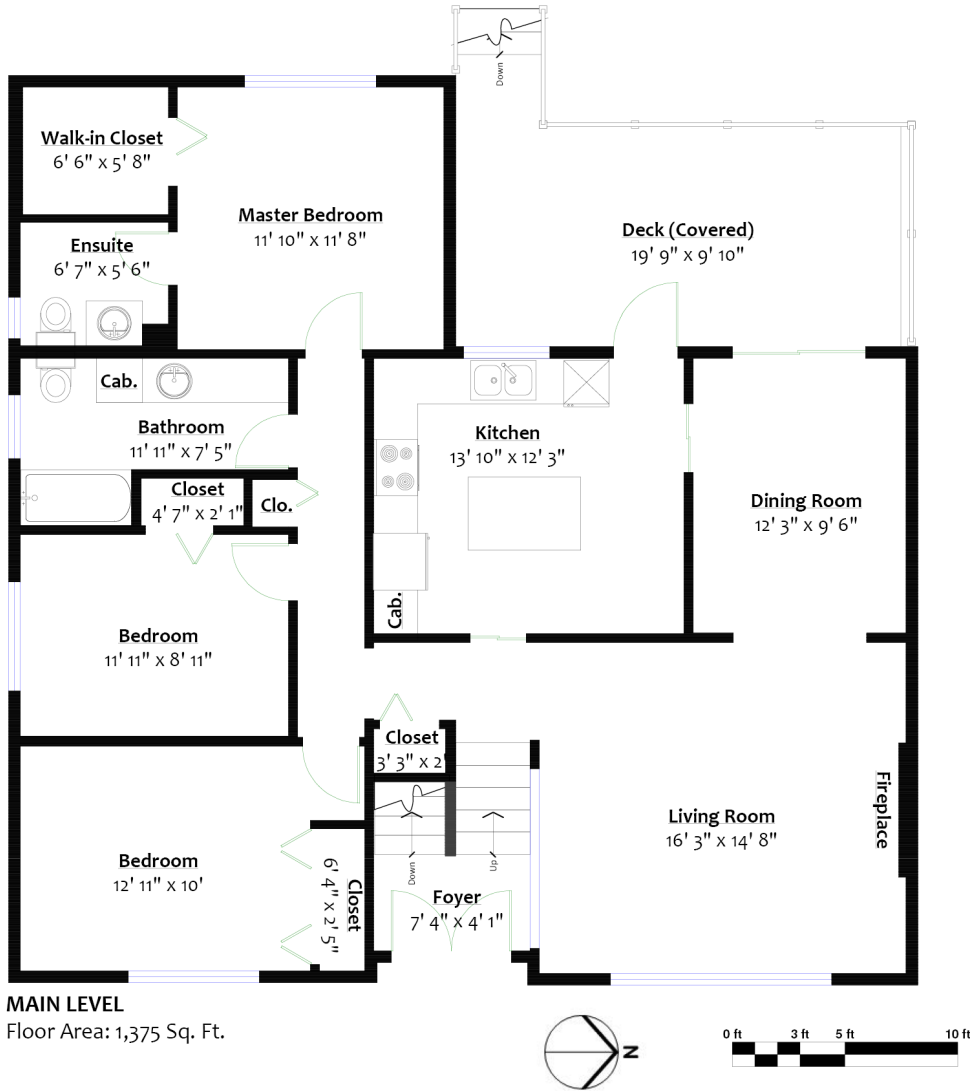 Down
Walk-in Closet
6' 6" x 5' 8"
Master Bedroom
11' 10" x 11' 8"
Deck (Covered)
19' 9" x 9' 10"
Ensuite
6' 7" x 5' 6"
Cab.
Bathroom
11' 11" x 7' 5"
Kitchen
13' 10" x 12' 3"
Closet
4' 7" x 2' 1"
Clo.
Dining Room
12' 3" x 9' 6"
Cab.
Bedroom
11' 11" x 8' 11"
Closet
3' 3" x 2'
Fireplace
Living Room
16' 3" x 14' 8"
Bedroom
12' 11" x 10'
Closet
6' 4" x 2' 5"
Down
Up
Foyer
7' 4" x 4' 1"
MAIN LEVEL
Floor Area: 1,375 Sq. Ft.
N
0 ft 3 ft 5 ft 10 ft